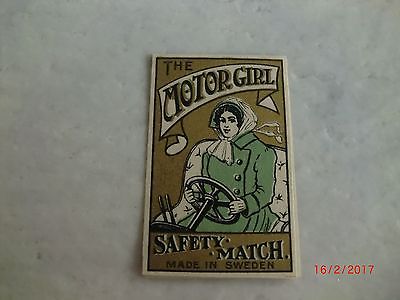 THE
MOTOR GIRL
SAFETY MATCH.
MADE IN SWEDEN
16/2/2017